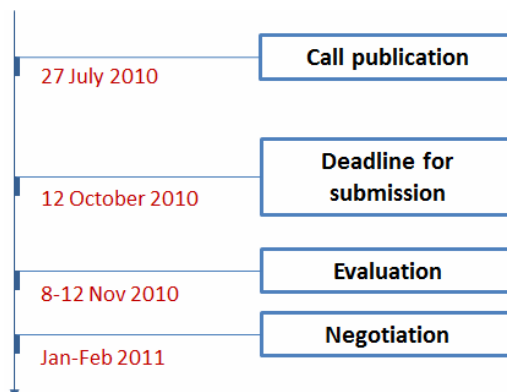 Call publication
27 July 2010
Deadline for
submission
12 October 2010
Evaluation
8-12 Nov 2010
Negotiation
Jan-Feb 2011